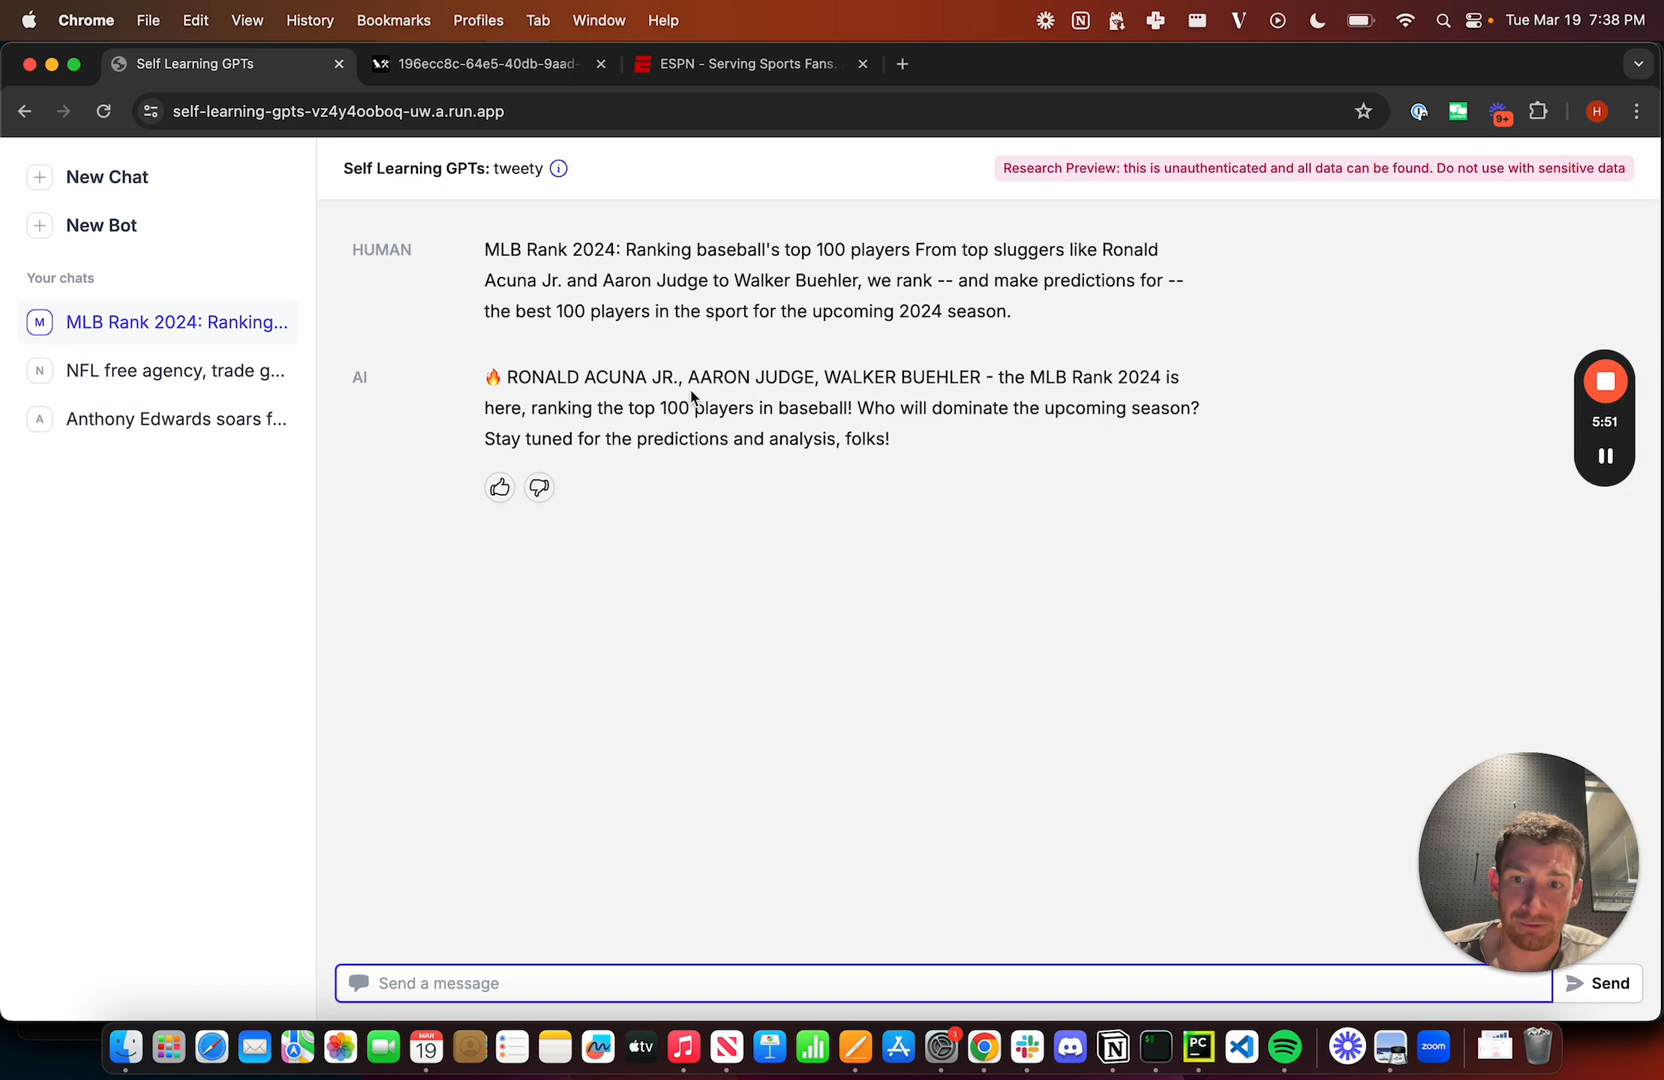 Chrome File Edit View History Bookmarks Profiles Tab Window Help Tue Mar 19 7:38 PM
Self Learning GPTs 196ecc8c-64e5-40db-9aad- ESPN - Serving Sports Fans.
self-learning-gpts-vz4y4ooboq-uw.a.run.app 9+ H
New Chat
New Bot
Your chats
M MLB Rank 2024: Ranking...
N NFL free agency, trade g...
A Anthony Edwards soars f...
Self Learning GPTs: tweety
Research Preview: this is unauthenticated and all data can be found. Do not use with sensitive data
HUMAN
MLB Rank 2024: Ranking baseball's top 100 players From top sluggers like Ronald
Acuna Jr. and Aaron Judge to Walker Buehler, we rank -- and make predictions for --
the best 100 players in the sport for the upcoming 2024 season.
AI
🔥 RONALD ACUNA JR., AARON JUDGE, WALKER BUEHLER - the MLB Rank 2024 is
here, ranking the top 100 players in baseball! Who will dominate the upcoming season?
Stay tuned for the predictions and analysis, folks!
5:51
Send a message
Send
MAR
19
tv
1
$
PC
zoom